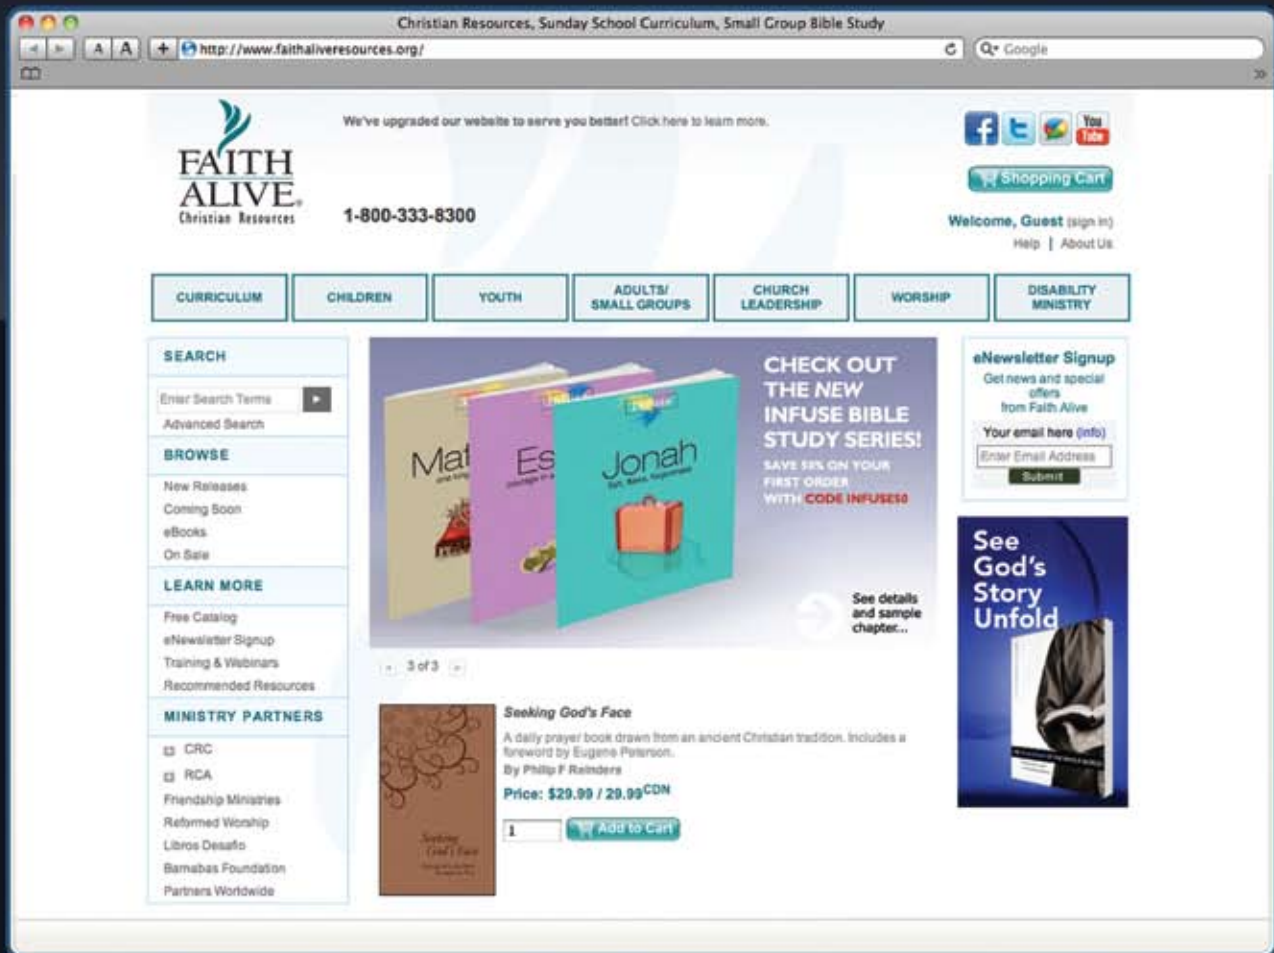 Christian Resources, Sunday School Curriculum, Small Group Bible Study
A A + http://www.faithaliveresources.org/
Google
FAITH
ALIVE®
Christian Resources
We've upgraded our website to serve you better! Click here to learn more.
1-800-333-8300
You
Tube
Shopping Cart
Welcome, Guest (sign in)
Help | About Us
CURRICULUM
CHILDREN
YOUTH
ADULTS/
SMALL GROUPS
CHURCH
LEADERSHIP
WORSHIP
DISABILITY
MINISTRY
SEARCH
Enter Search Terms
Advanced Search
BROWSE
New Releases
Coming Soon
eBooks
On Sale
LEARN MORE
Free Catalog
eNewsletter Signup
Training & Webinars
Recommended Resources
MINISTRY PARTNERS
CRC
RCA
Friendship Ministries
Reformed Worship
Libros Desafio
Barnabas Foundation
Partners Worldwide
Mat
Es
Jonah
CHECK OUT
THE NEW
INFUSE BIBLE
STUDY SERIES!
SAVE 50% ON YOUR
FIRST ORDER
WITH CODE INFUSE50
See details
and sample
chapter...
3 of 3
Seeking
God's Face
Seeking God's Face
A daily prayer book drawn from an ancient Christian tradition. Includes a
foreword by Eugene Peterson.
By Philip F Reinders
Price: $29.99 / 29.99CDN
1
Add to Cart
eNewsletter Signup
Get news and special
offers
from Faith Alive
Your email here (info)
Enter Email Address
Submit
See
God's
Story
Unfold